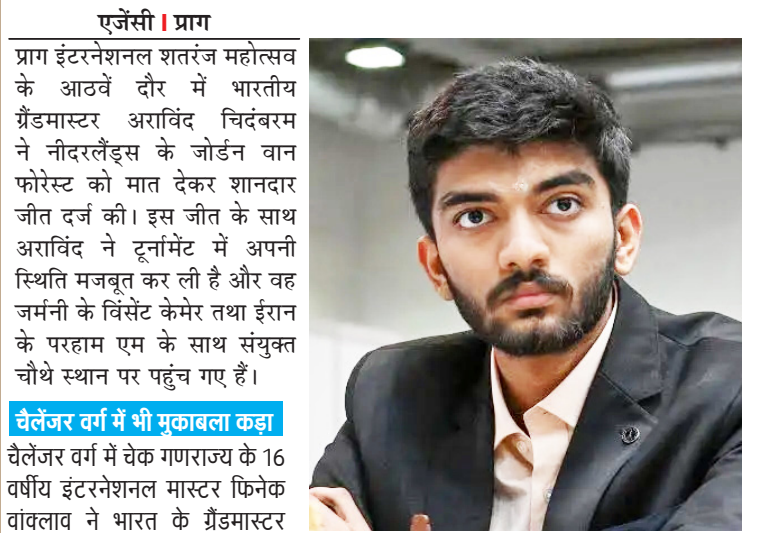 एजेंसी । प्राग
प्राग इंटरनेशनल शतरंज महोत्सव
के आठवें दौर में भारतीय
ग्रैंडमास्टर अराविंद चिदंबरम
ने नीदरलैंड्स के जोर्डन वान
फोरेस्ट को मात देकर शानदार
जीत दर्ज की। इस जीत के साथ
अराविंद ने टूर्नामेंट में अपनी
स्थिति मजबूत कर ली है और वह
जर्मनी के विंसेंट केमेर तथा ईरान
के परहाम एम के साथ संयुक्त
चौथे स्थान पर पहुंच गए हैं।
चैलेंजर वर्ग में भी मुकाबला कड़ा
चैलेंजर वर्ग में चेक गणराज्य के 16
वर्षीय इंटरनेशनल मास्टर फिनेक
वांक्लाव ने भारत के ग्रैंडमास्टर